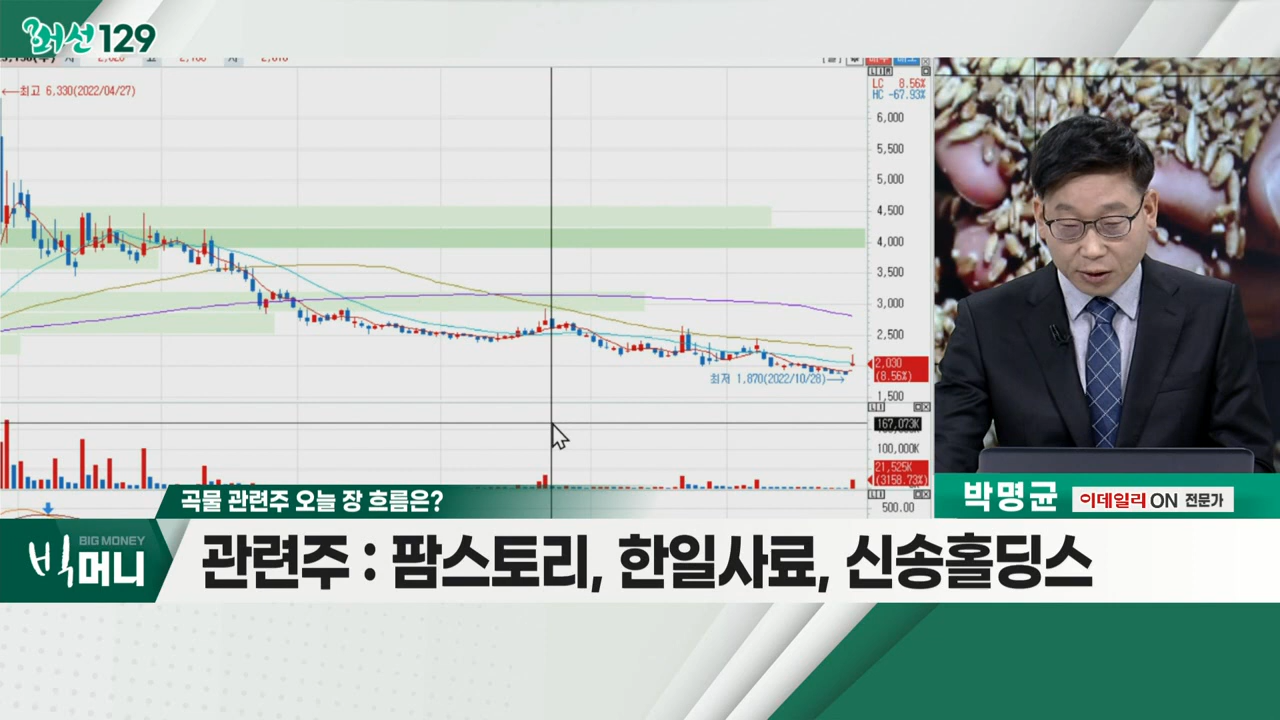 최선129
←최고 6,330(2022/04/27)
LC 8.56%
HC -67.93%
6,000
5,500
5,000
4,500
4,000
3,500
3,000
2,500
2,030
(8.56%)
최저 1,870(2022/10/28)→
1,500
167,073K
100,000K
21,525K
(3158.73%)
500.00
곡물 관련주 오늘 장 흐름은?
박명균 이데일리 ON 전문가
BIG MONEY
빅머니
관련주 : 팜스토리, 한일사료, 신송홀딩스